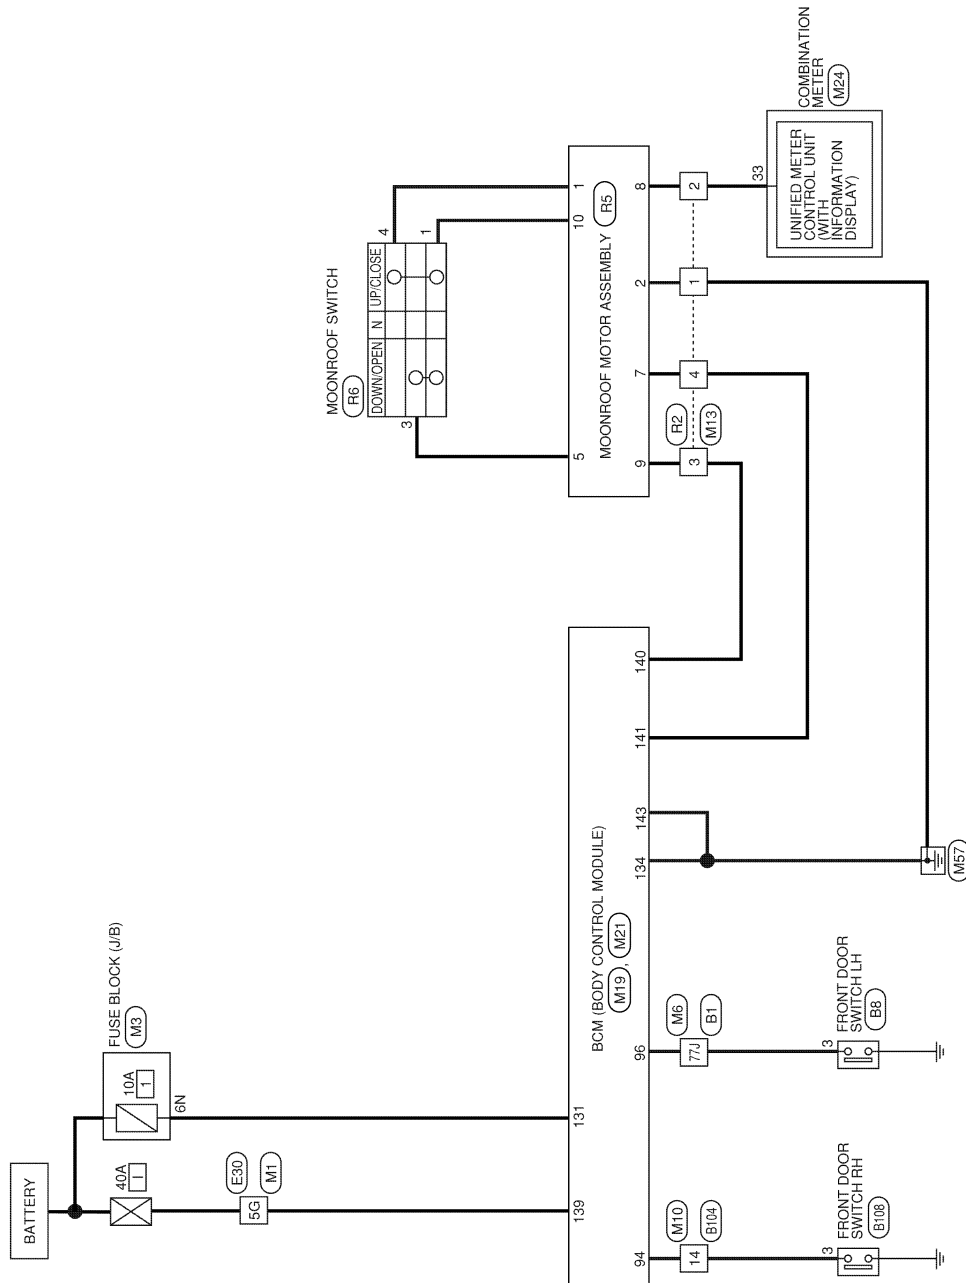 BATTERY
40A
I
FUSE BLOCK (J/B)
M3
10A
1
6N
E30
5G
M1
139
131
BCM (BODY CONTROL MODULE)
M19 , M21
94
96
134
143
141
140
M10
14
B104
3
FRONT DOOR
SWITCH RH
B108
M6
77J
B1
3
FRONT DOOR
SWITCH LH
B8
M57
MOONROOF SWITCH
R6
DOWN/OPEN N UP/CLOSE
3
1
4
5
10
1
MOONROOF MOTOR ASSEMBLY
R5
9
7
2
8
R2
3
4
1
2
M13
33
UNIFIED METER
CONTROL UNIT
(WITH
INFORMATION
DISPLAY)
COMBINATION
METER
M24